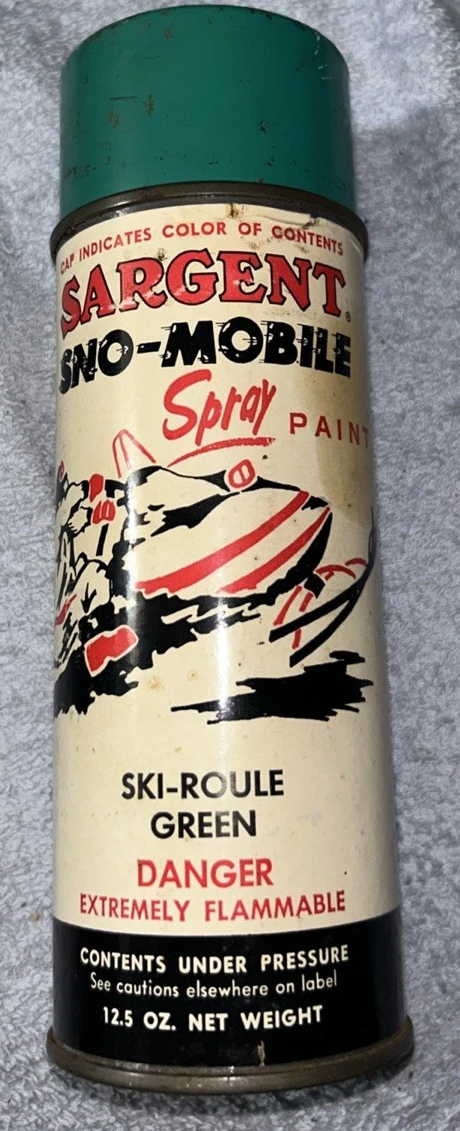 CAP INDICATES COLOR OF CONTENTS
SARGENT®
SNO-MOBILE
Spray PAINT
SKI-ROULE
GREEN
DANGER
EXTREMELY FLAMMABLE
CONTENTS UNDER PRESSURE
See cautions elsewhere on label
12.5 OZ. NET WEIGHT